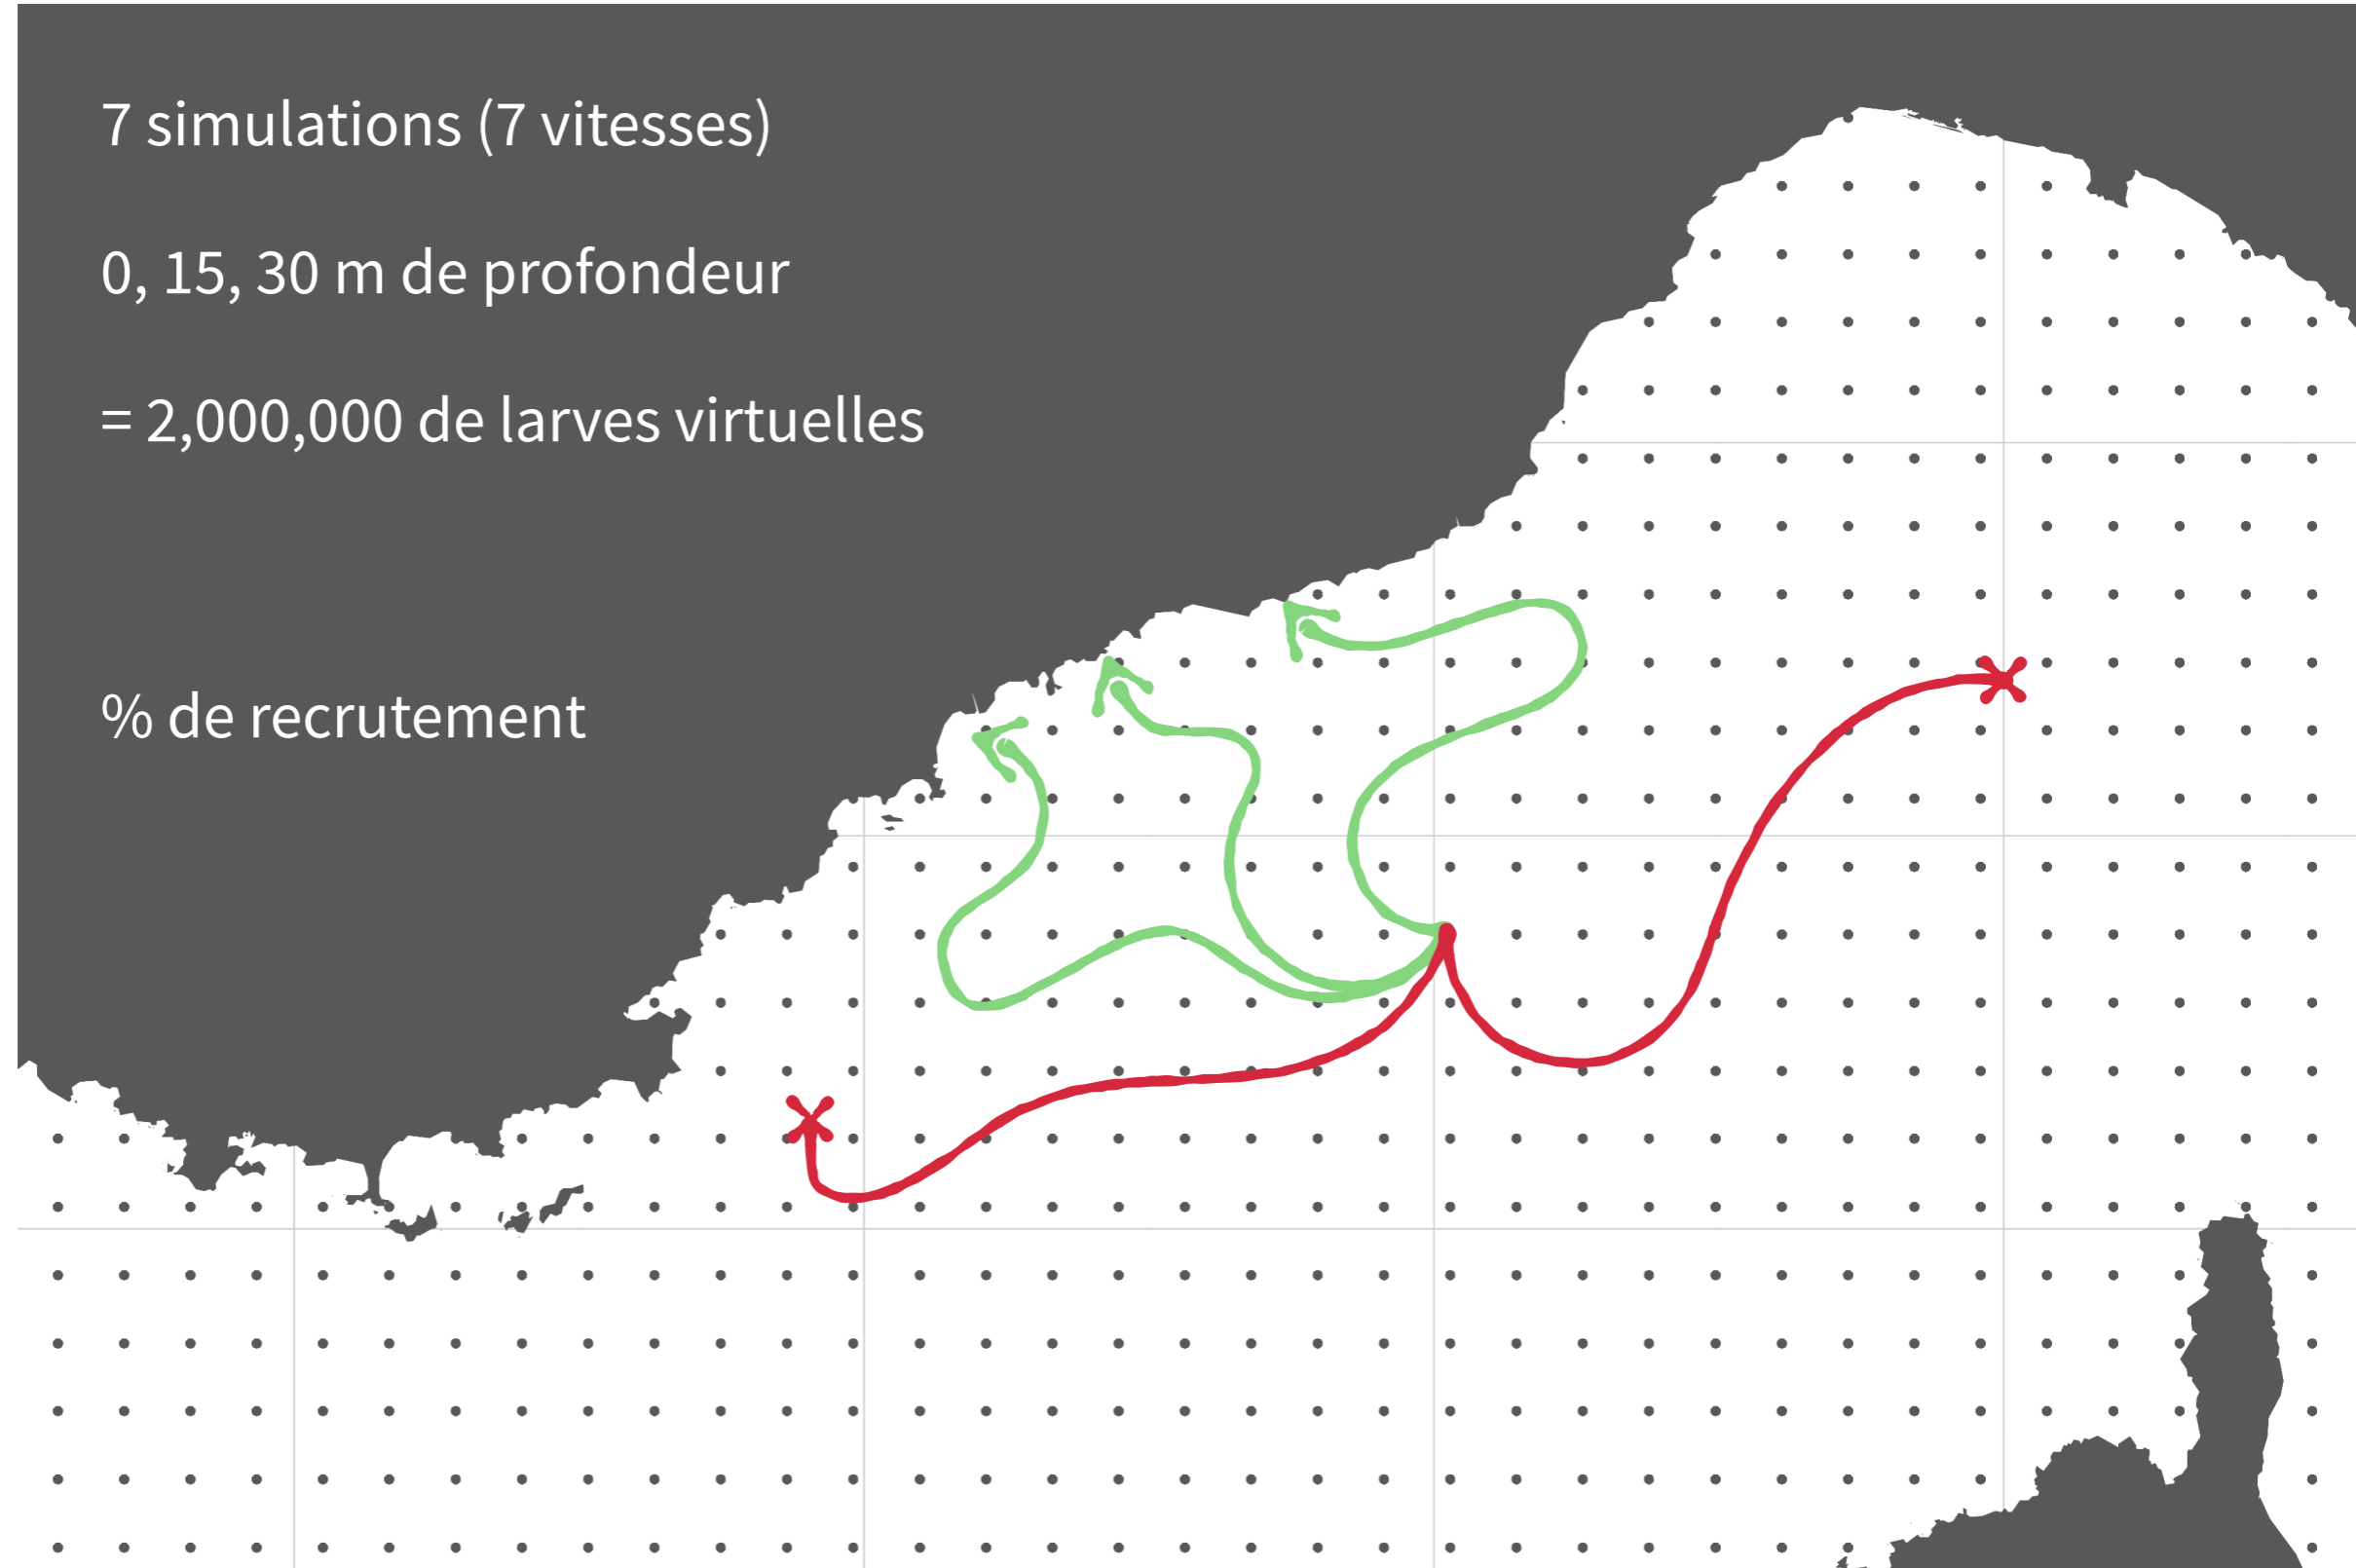 7 simulations (7 vitesses)
0, 15, 30 m de profondeur
= 2,000,000 de larves virtuelles
% de recrutement